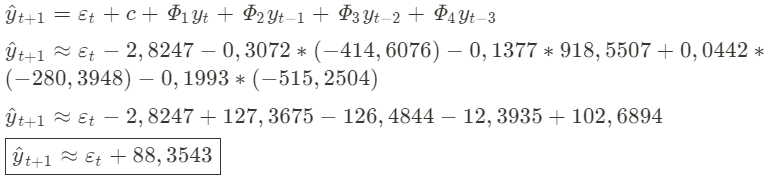 ŷ_{t+1} = ε_t + c + Φ_1 y_t + Φ_2 y_{t−1} + Φ_3 y_{t−2} + Φ_4 y_{t−3}
ŷ_{t+1} ≈ ε_t − 2,8247 − 0,3072 ∗ (−414,6076) − 0,1377 ∗ 918,5507 + 0,0442 ∗
(−280,3948) − 0,1993 ∗ (−515,2504)
ŷ_{t+1} ≈ ε_t − 2,8247 + 127,3675 − 126,4844 − 12,3935 + 102,6894
ŷ_{t+1} ≈ ε_t + 88,3543